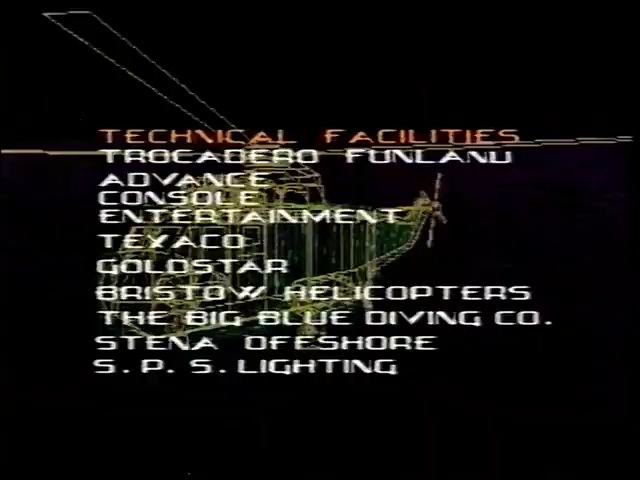 TECHNICAL FACILITIES
TROCADERO FUNLAND
ADVANCE
CONSOLE
ENTERTAINMENT
TEXACO
GOLDSTAR
BRISTOW HELICOPTERS
THE BIG BLUE DIVING CO.
STENA OFFSHORE
S. P. S. LIGHTING